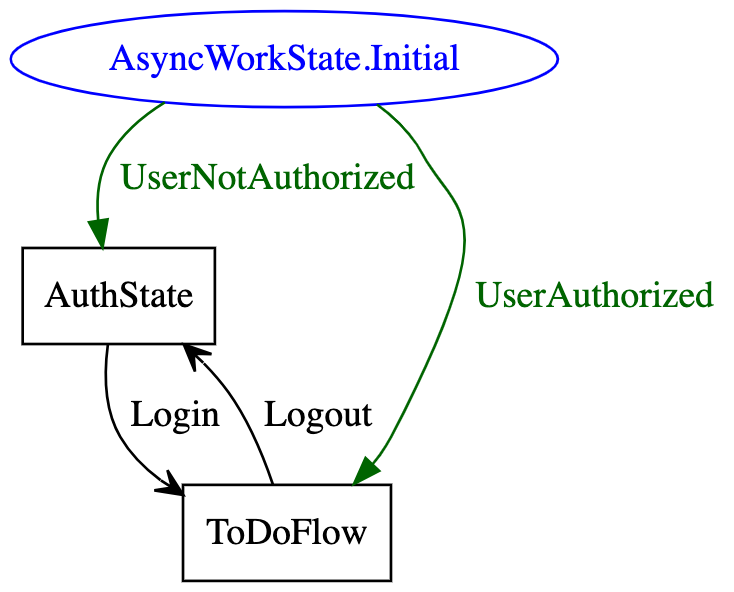 AsyncWorkState.Initial
UserNotAuthorized
AuthState
UserAuthorized
Login
Logout
ToDoFlow